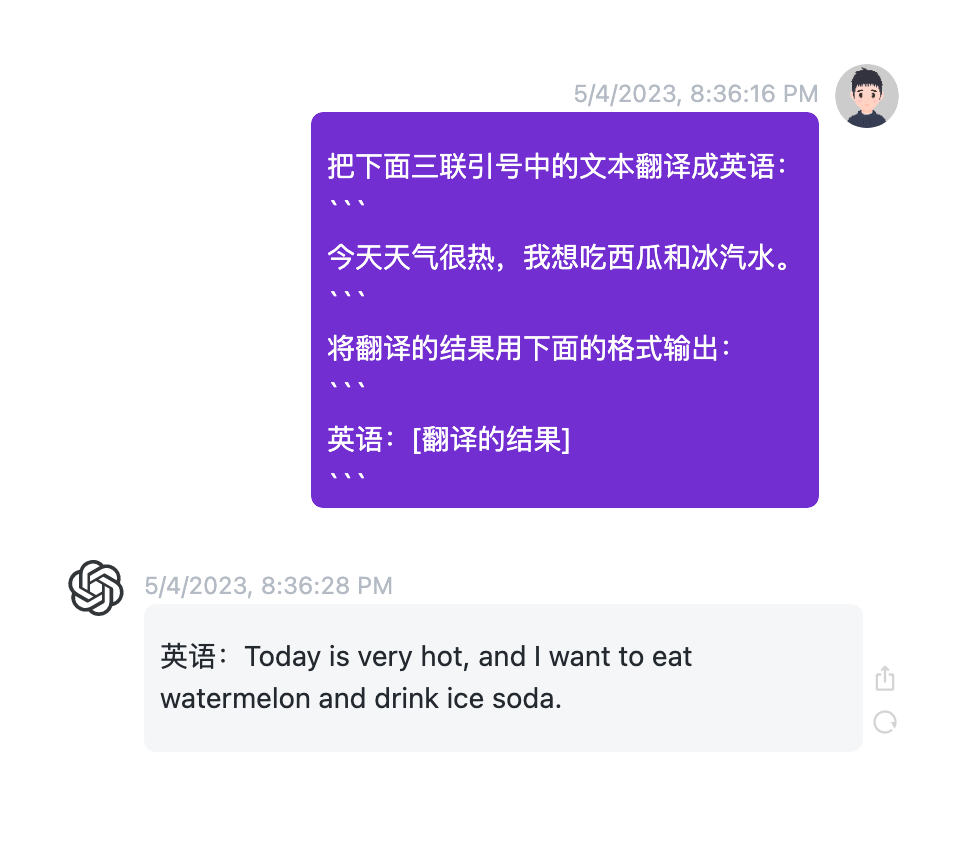 5/4/2023, 8:36:16 PM
把下面三联引号中的文本翻译成英语：
```
今天天气很热，我想吃西瓜和冰汽水。
```
将翻译的结果用下面的格式输出：
```
英语：[翻译的结果]
```
5/4/2023, 8:36:28 PM
英语：Today is very hot, and I want to eat
watermelon and drink ice soda.